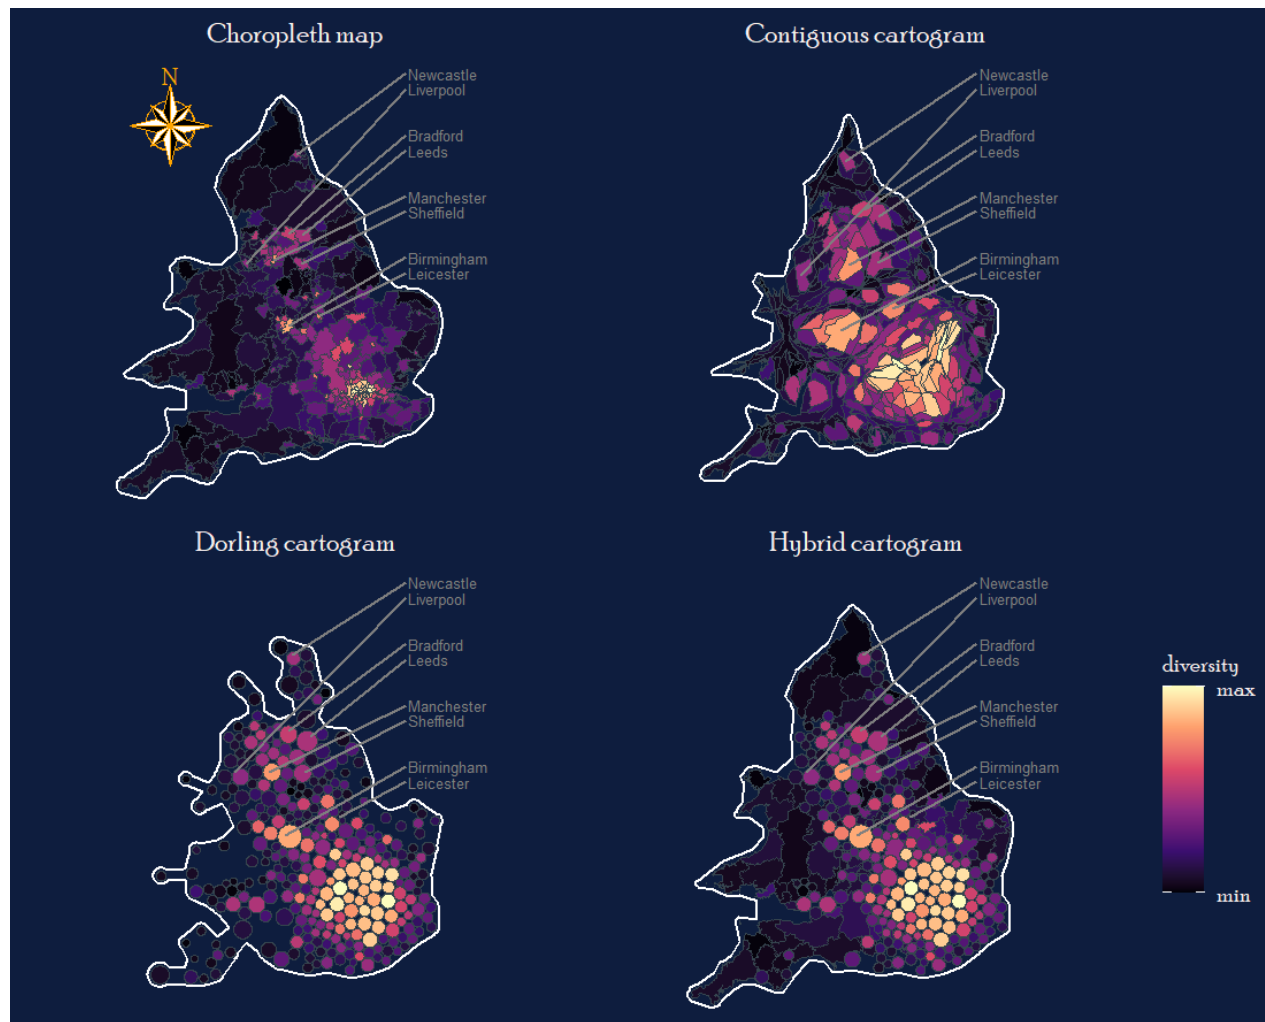 Choropleth map
Contiguous cartogram
N
Newcastle
Liverpool
Bradford
Leeds
Manchester
Sheffield
Birmingham
Leicester
Newcastle
Liverpool
Bradford
Leeds
Manchester
Sheffield
Birmingham
Leicester
Dorling cartogram
Hybrid cartogram
Newcastle
Liverpool
Bradford
Leeds
Manchester
Sheffield
Birmingham
Leicester
Newcastle
Liverpool
Bradford
Leeds
Manchester
Sheffield
Birmingham
Leicester
diversity
max
min